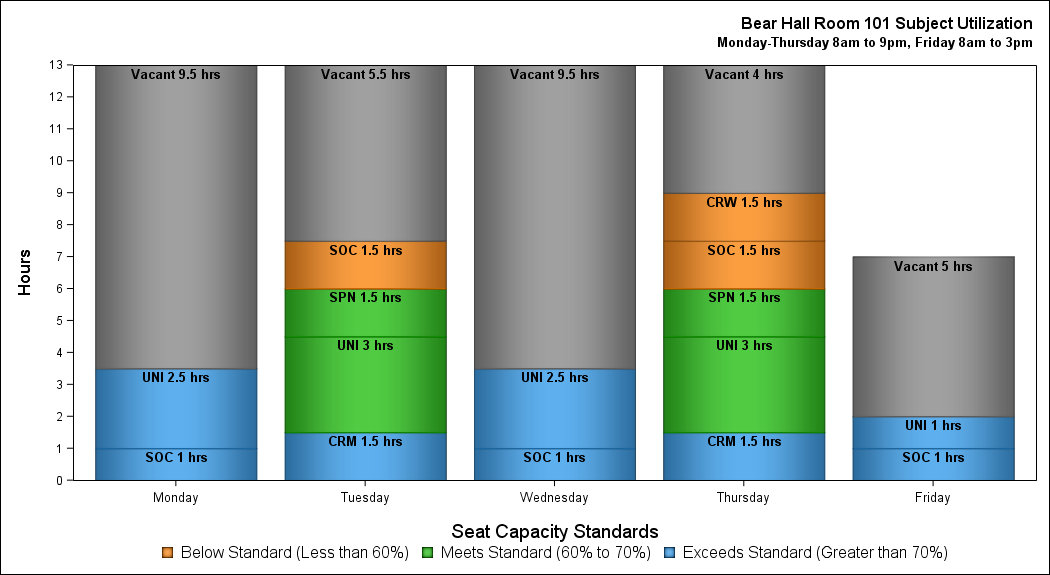 Bear Hall Room 101 Subject Utilization
Monday-Thursday 8am to 9pm, Friday 8am to 3pm
Hours
13
12
11
10
9
8
7
6
5
4
3
2
1
0
Vacant 9.5 hrs
UNI 2.5 hrs
SOC 1 hrs
Vacant 5.5 hrs
SOC 1.5 hrs
SPN 1.5 hrs
UNI 3 hrs
CRM 1.5 hrs
Vacant 9.5 hrs
UNI 2.5 hrs
SOC 1 hrs
Vacant 4 hrs
CRW 1.5 hrs
SOC 1.5 hrs
SPN 1.5 hrs
UNI 3 hrs
CRM 1.5 hrs
Vacant 5 hrs
UNI 1 hrs
SOC 1 hrs
Monday Tuesday Wednesday Thursday Friday
Seat Capacity Standards
Below Standard (Less than 60%) Meets Standard (60% to 70%) Exceeds Standard (Greater than 70%)